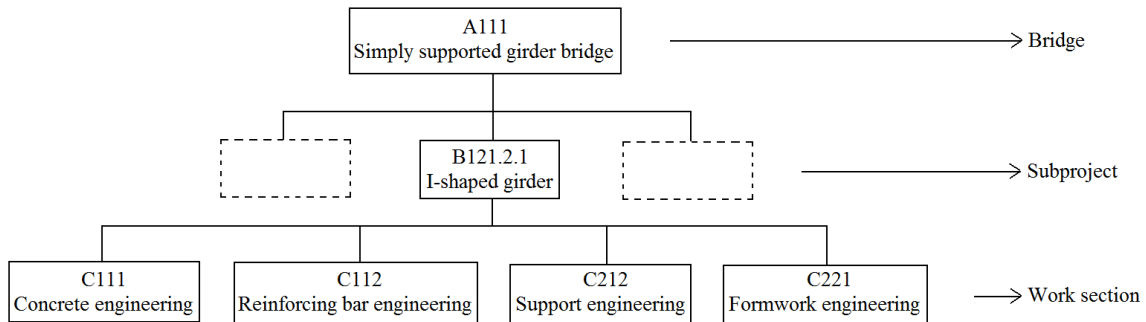 A111
Simply supported girder bridge
Bridge
B121.2.1
I-shaped girder
Subproject
C111
Concrete engineering
C112
Reinforcing bar engineering
C212
Support engineering
C221
Formwork engineering
Work section